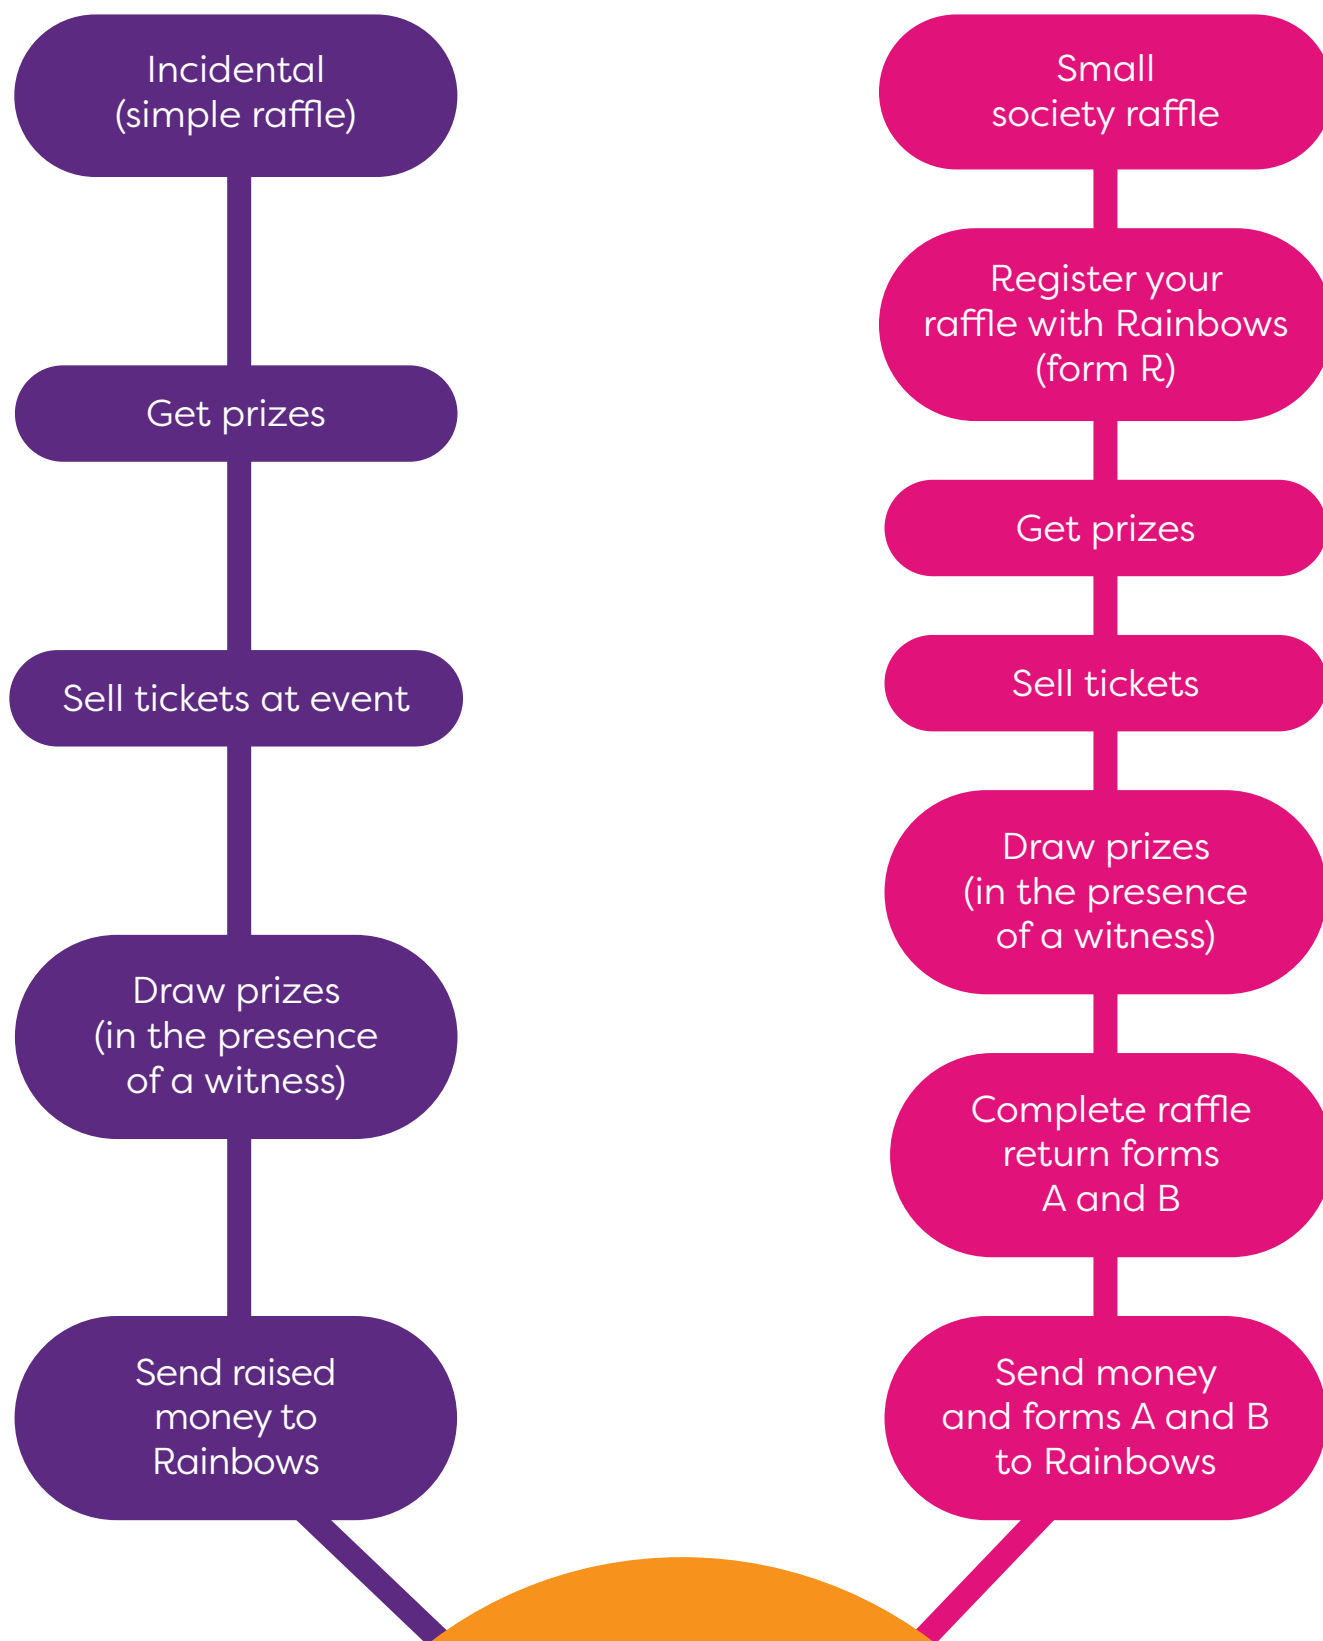 Incidental
(simple raffle)
Get prizes
Sell tickets at event
Draw prizes
(in the presence
of a witness)
Send raised
money to
Rainbows
Small
society raffle
Register your
raffle with Rainbows
(form R)
Get prizes
Sell tickets
Draw prizes
(in the presence
of a witness)
Complete raffle
return forms
A and B
Send money
and forms A and B
to Rainbows